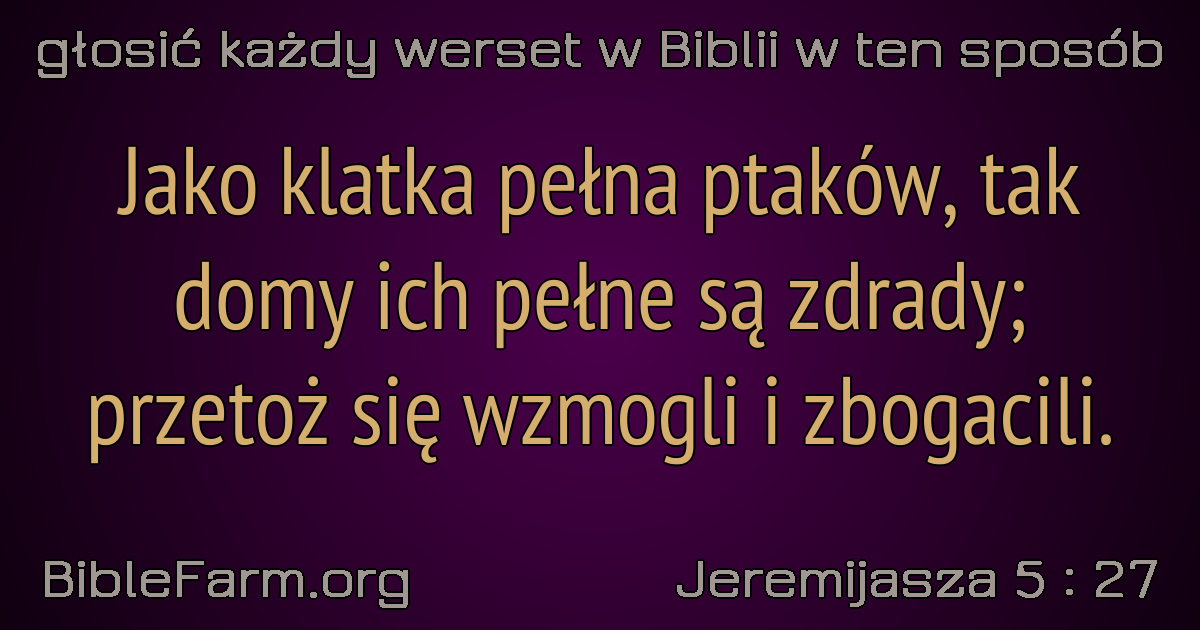 głosić każdy werset w Biblii w ten sposób
Jako klatka pełna ptaków, tak
domy ich pełne są zdrady;
przetoż się wzmogli i zbogacili.
BibleFarm.org
Jeremijasza 5 : 27